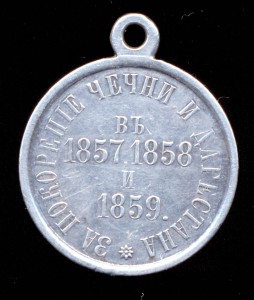 ЗА ПОКОРЕНІЕ ЧЕЧНИ И ДАГЕСТАНА
ВЪ
1857,1858
И
1859.